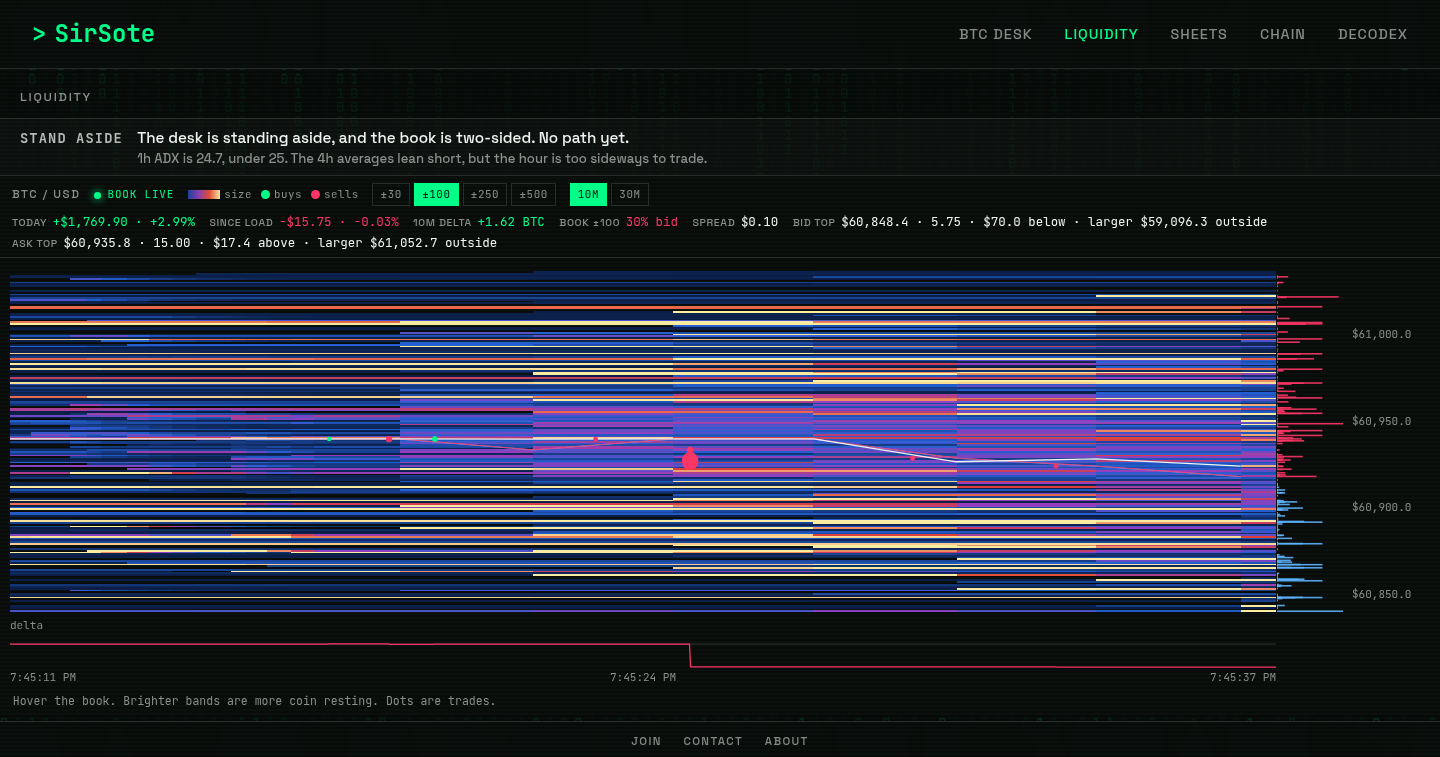 > SirSote
BTC DESK LIQUIDITY SHEETS CHAIN DECODEX
LIQUIDITY
STAND ASIDE The desk is standing aside, and the book is two-sided. No path yet.
1h ADX is 24.7, under 25. The 4h averages lean short, but the hour is too sideways to trade.
BTC / USD BOOK LIVE size buys sells ±30 ±100 ±250 ±500 10M 30M
TODAY +$1,769.90 · +2.99% SINCE LOAD -$15.75 · -0.03% 10M DELTA +1.62 BTC BOOK ±100 30% bid SPREAD $0.10 BID TOP $60,848.4 · 5.75 · $70.0 below · larger $59,096.3 outside
ASK TOP $60,935.8 · 15.00 · $17.4 above · larger $61,052.7 outside
$61,000.0
$60,950.0
$60,900.0
$60,850.0
delta
7:45:11 PM 7:45:24 PM 7:45:37 PM
Hover the book. Brighter bands are more coin resting. Dots are trades.
JOIN CONTACT ABOUT